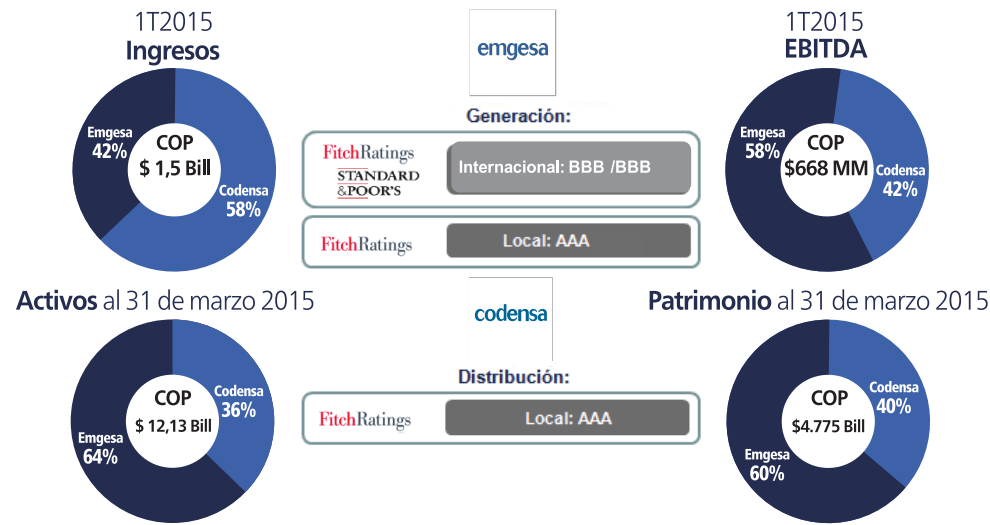 1T2015
Ingresos
Emgesa
42%
COP
$ 1,5 Bill
Codensa
58%
emgesa
Generación:
FitchRatings
STANDARD
&POOR'S
Internacional: BBB /BBB
FitchRatings
Local: AAA
1T2015
EBITDA
Emgesa
58%
COP
$668 MM
Codensa
42%
Activos al 31 de marzo 2015
COP
$ 12,13 Bill
Codensa
36%
Emgesa
64%
codensa
Distribución:
FitchRatings
Local: AAA
Patrimonio al 31 de marzo 2015
COP
$4.775 Bill
Codensa
40%
Emgesa
60%